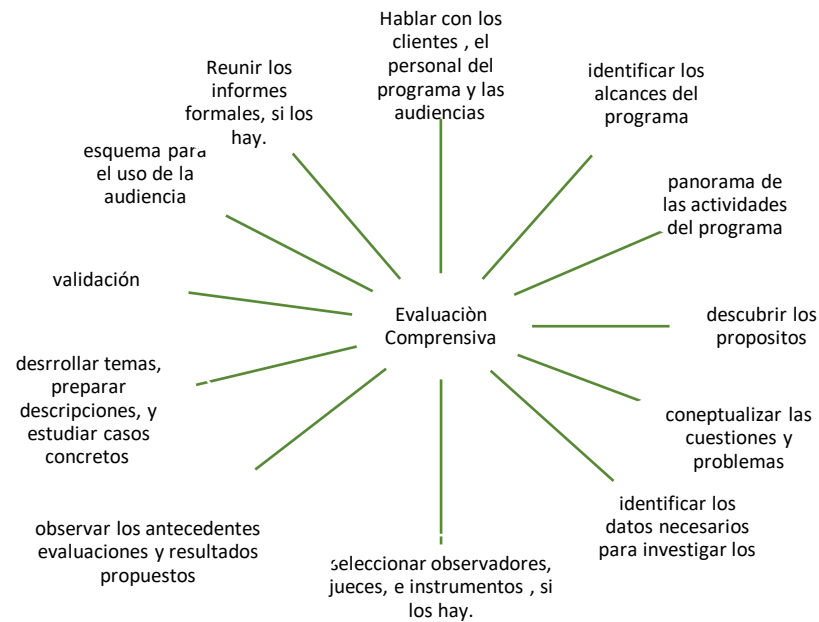 Hablar con los
clientes , el
personal del
programa y las
audiencias
identificar los
alcances del
programa
panorama de
las actividades
del programa
descubrir los
propositos
coneptualizar las
cuestiones y
problemas
identificar los
datos necesarios
para investigar los
seleccionar observadores,
jueces, e instrumentos , si
los hay.
observar los antecedentes
evaluaciones y resultados
propuestos
desrrollar temas,
preparar
descripciones, y
estudiar casos
concretos
validación
esquema para
el uso de la
audiencia
Reunir los
informes
formales, si los
hay.
Evaluaciòn
Comprensiva